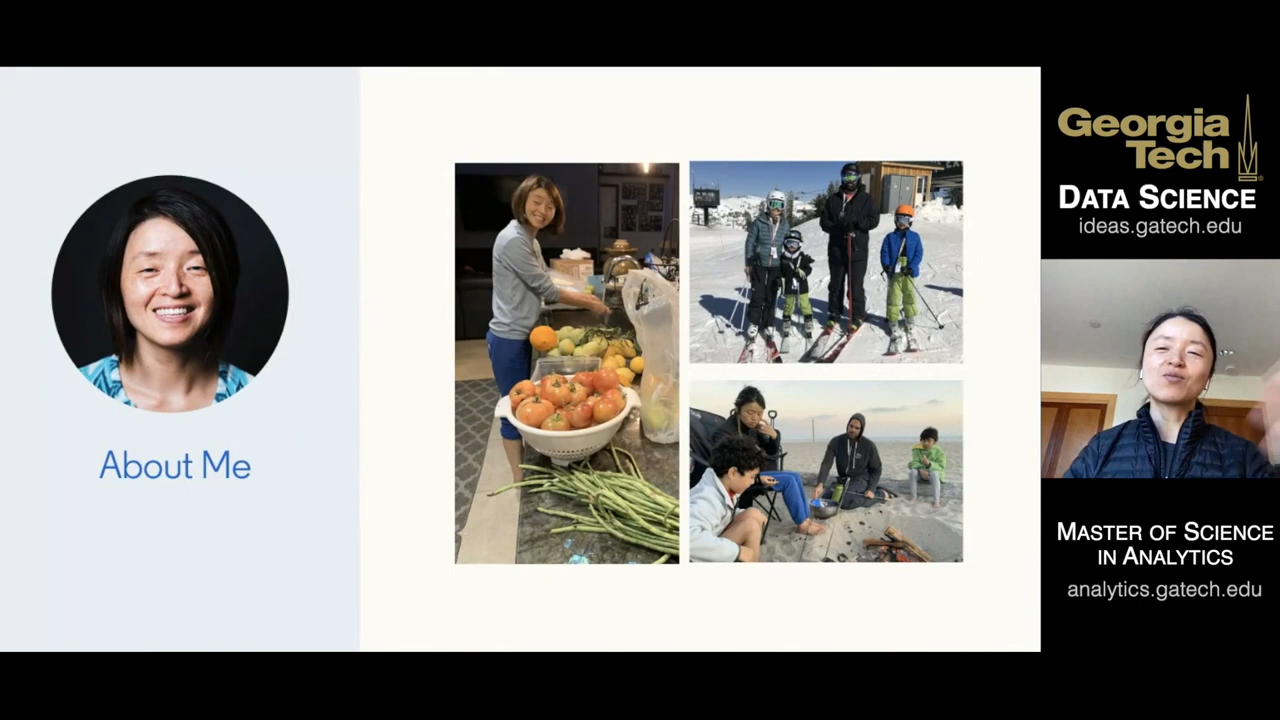 About Me
Georgia
Tech
DATA SCIENCE
ideas.gatech.edu
MASTER OF SCIENCE
IN ANALYTICS
analytics.gatech.edu